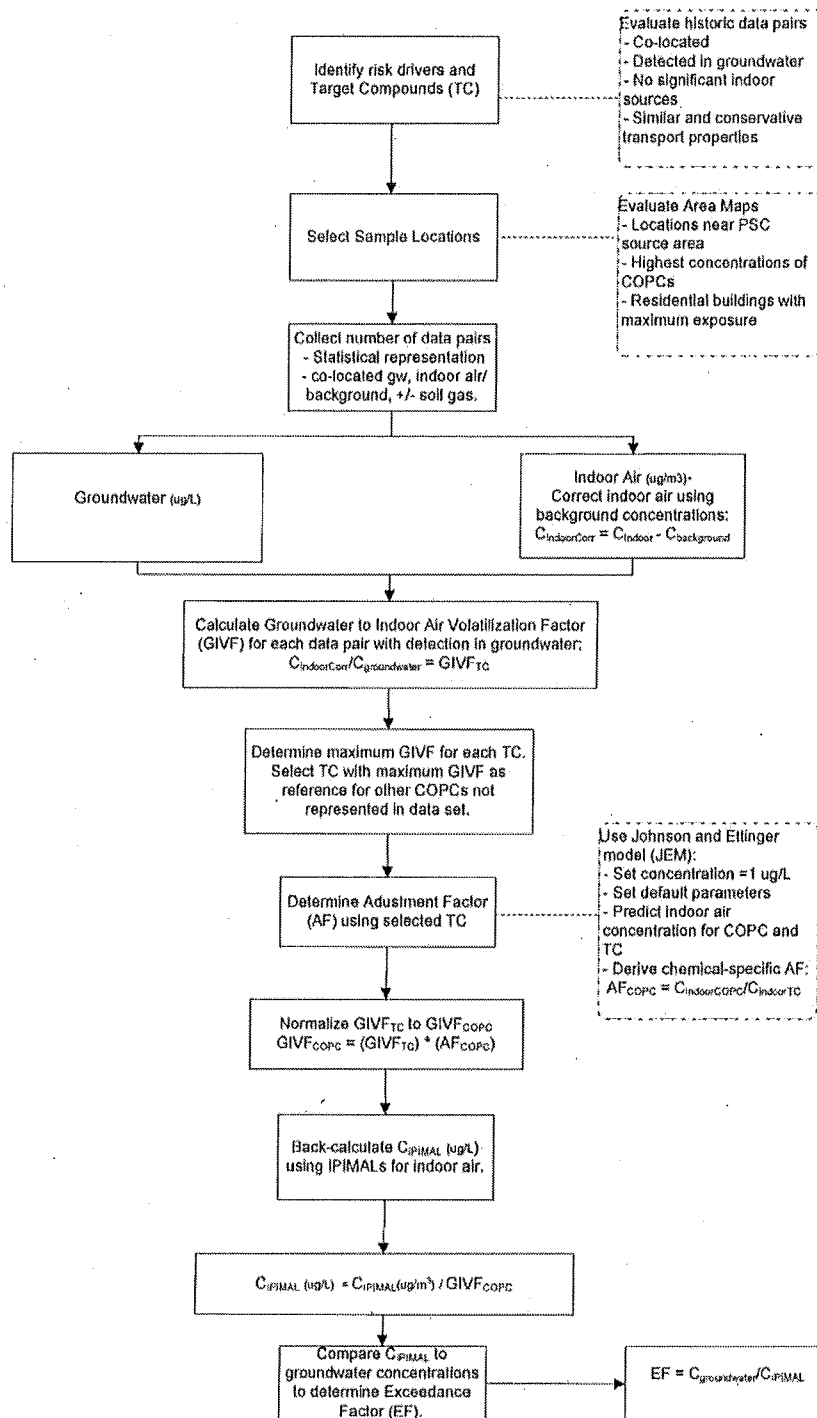 Identify risk drivers and
Target Compounds (TC)
Evaluate historic data pairs
- Co-located
- Detected in groundwater
- No significant indoor
sources
- Similar and conservative
transport properties
Select Sample Locations
Evaluate Area Maps
- Locations near PSC
source area
- Highest concentrations of
COPCs
- Residential buildings with
maximum exposure
Collect number of data pairs
- Statistical representation
- co-located gw, indoor air/
background, +/- soil gas.
Groundwater (ug/L)
Indoor Air (ug/m3)-
Correct indoor air using
background concentrations:
CIndoorCorr = CIndoor - Cbackground
Calculate Groundwater to Indoor Air Volatilization Factor
(GIVF) for each data pair with detection in groundwater:
CIndoorCorr/Cgroundwater = GIVFTC
Determine maximum GIVF for each TC.
Select TC with maximum GIVF as
reference for other COPCs not
represented in data set.
Determine Adustment Factor
(AF) using selected TC
Use Johnson and Ettinger
model (JEM):
- Set concentration =1 ug/L
- Set default parameters
- Predict indoor air
concentration for COPC and
TC
- Derive chemical-specific AF:
AFCOPC = CIndoorCOPC/CIndoorTC
Normalize GIVFTC to GIVFCOPC
GIVFCOPC = (GIVFTC) * (AFCOPC)
Back-calculate CIPIMAL (ug/L)
using IPIMALs for indoor air.
CIPIMAL (ug/L) = CIPIMAL(ug/m³) / GIVFCOPC
Compare CIPIMAL to
groundwater concentrations
to determine Exceedance
Factor (EF).
EF = Cgroundwater/CIPIMAL